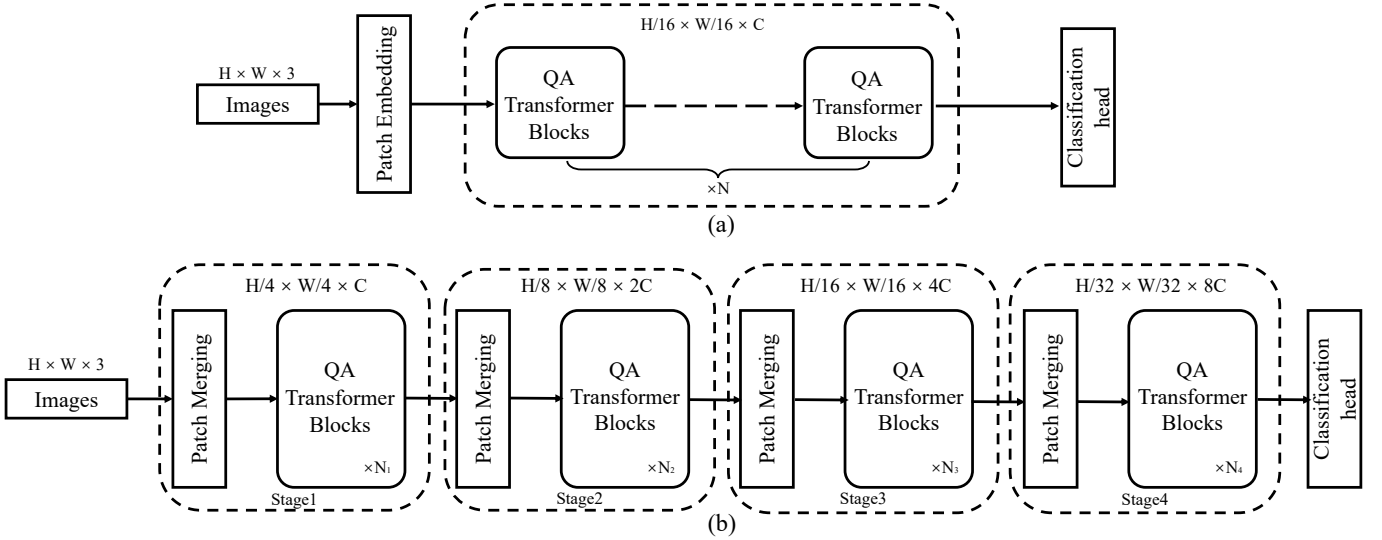 H/16 × W/16 × C
H × W × 3
Images
Patch Embedding
QA
Transformer
Blocks
QA
Transformer
Blocks
×N
Classification
head
(a)
H/4 × W/4 × C
H/8 × W/8 × 2C
H/16 × W/16 × 4C
H/32 × W/32 × 8C
H × W × 3
Images
Patch Merging
QA
Transformer
Blocks
×N₁
Stage1
Patch Merging
QA
Transformer
Blocks
×N₂
Stage2
Patch Merging
QA
Transformer
Blocks
×N₃
Stage3
Patch Merging
QA
Transformer
Blocks
×N₄
Stage4
Classification
head
(b)